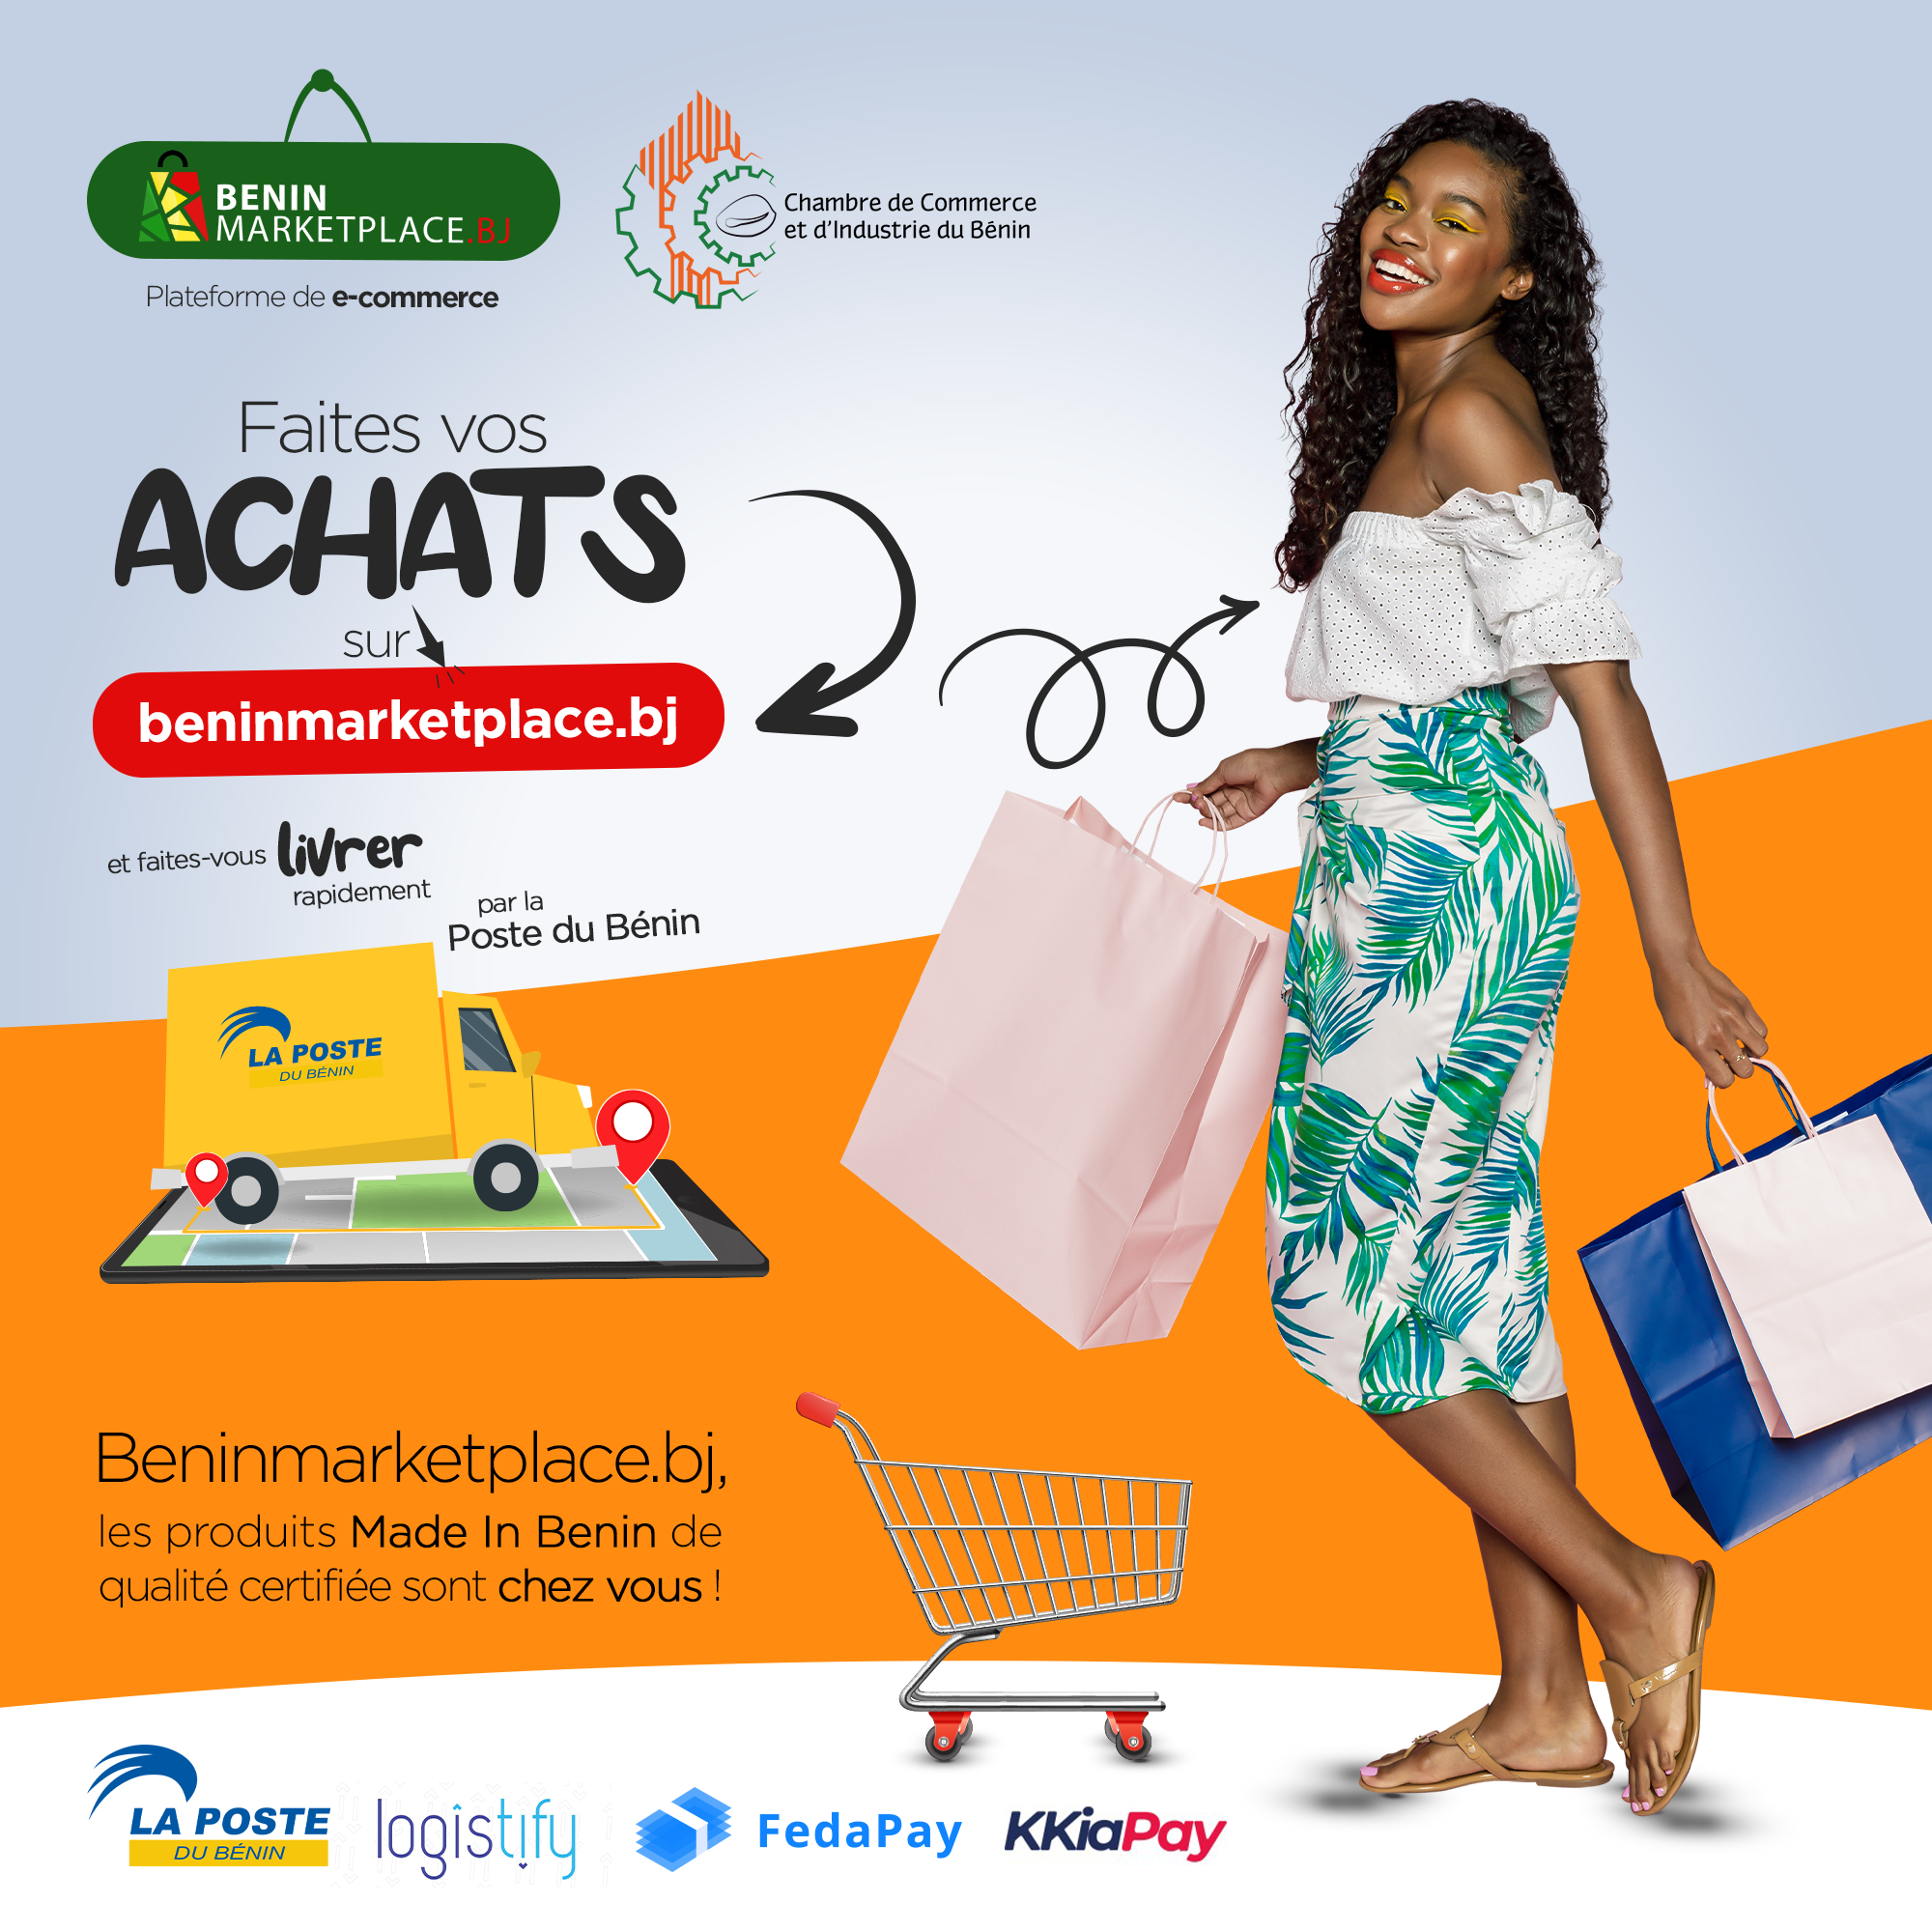 BENIN
MARKETPLACE.BJ
Plateforme de e-commerce
Chambre de Commerce
et d'Industrie du Bénin
Faites vos
ACHATS
sur
beninmarketplace.bj
et faites-vous livrer
rapidement
par la
Poste du Bénin
LA POSTE
DU BÉNIN
Beninmarketplace.bj,
les produits Made In Benin de
qualité certifiée sont chez vous !
LA POSTE
DU BÉNIN
logistify
FedaPay
KKiaPay